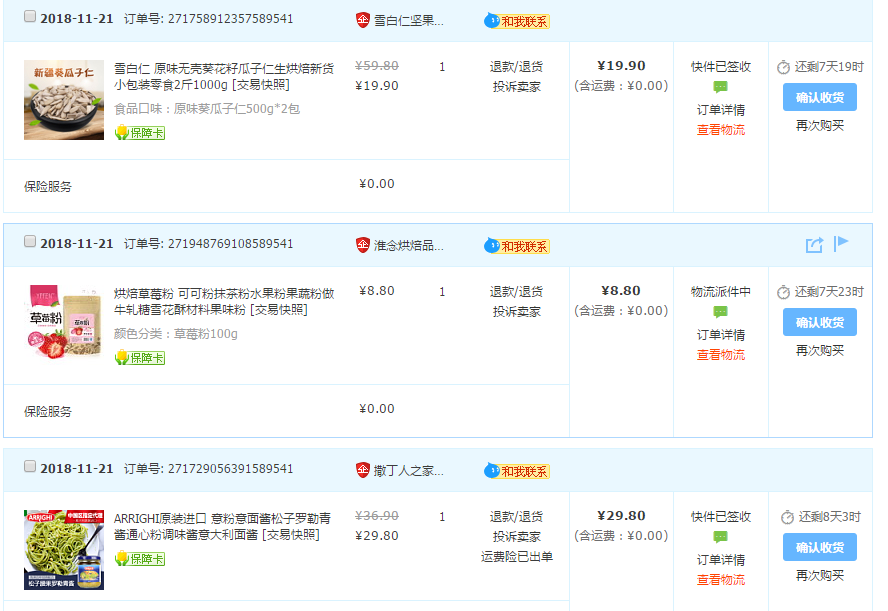 2018-11-21 订单号: 271758912357589541 雪白仁坚果... 和我联系
新疆葵瓜子仁
雪白仁 原味无壳葵花籽瓜子仁生烘焙新货
小包装零食2斤1000g [交易快照]
食品口味：原味葵瓜子仁500g*2包
保障卡
¥59.80
¥19.90
1
退款/退货
投诉卖家
¥19.90
(含运费：¥0.00)
快件已签收
订单详情
查看物流
还剩7天19时
确认收货
再次购买
保险服务 ¥0.00
2018-11-21 订单号: 271948769108589541 淮念烘焙品... 和我联系
草莓粉
烘焙草莓粉 可可粉抹茶粉水果粉果蔬粉做
牛轧糖雪花酥材料果味粉 [交易快照]
颜色分类：草莓粉100g
保障卡
¥8.80
1
退款/退货
投诉卖家
¥8.80
(含运费：¥0.00)
物流派件中
订单详情
查看物流
还剩7天23时
确认收货
再次购买
保险服务 ¥0.00
2018-11-21 订单号: 271729056391589541 撒丁人之家... 和我联系
ARRIGHI
松子腰果罗勒青酱
ARRIGHI原装进口 意粉意面酱松子罗勒青
酱通心粉调味酱意大利面酱 [交易快照]
保障卡
¥36.90
¥29.80
1
退款/退货
投诉卖家
运费险已出单
¥29.80
(含运费：¥0.00)
快件已签收
订单详情
查看物流
还剩8天3时
确认收货
再次购买